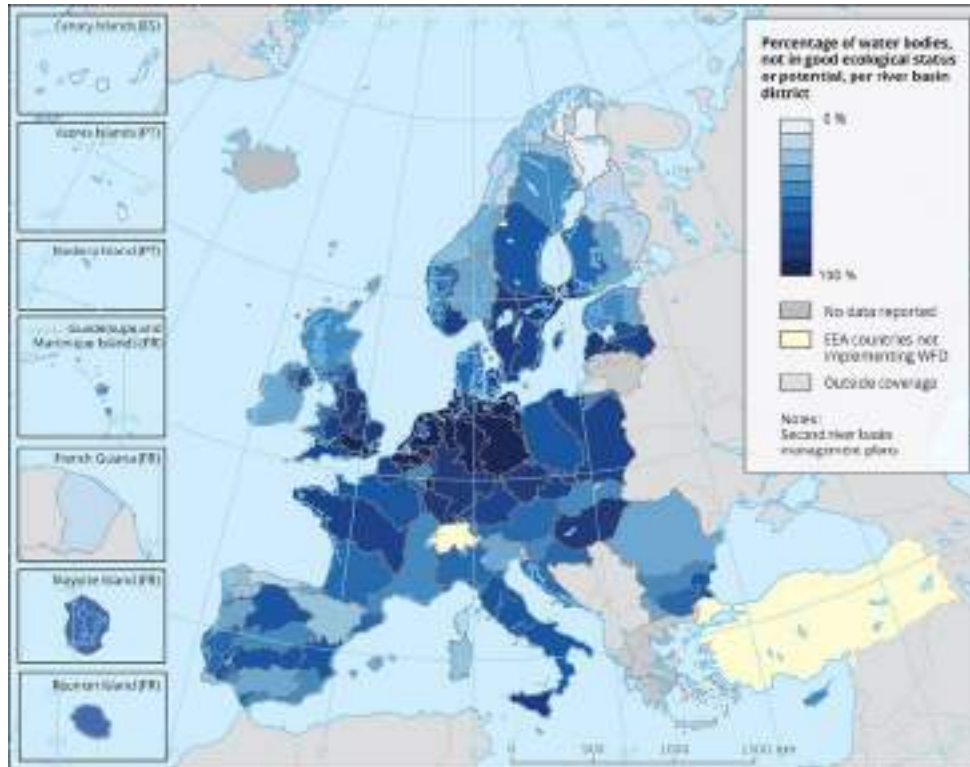 Canary Islands (ES)
Azores Islands (PT)
Madeira Island (PT)
Guadeloupe and
Martinique Islands (FR)
French Guiana (FR)
Mayotte Island (FR)
Réunion Island (FR)
Percentage of water bodies,
not in good ecological status
or potential, per river basin
district
0 %
100 %
No data reported
EEA countries not
implementing WFD
Outside coverage
Notes:
Second river basin
management plans
0 500 1000 1500 km